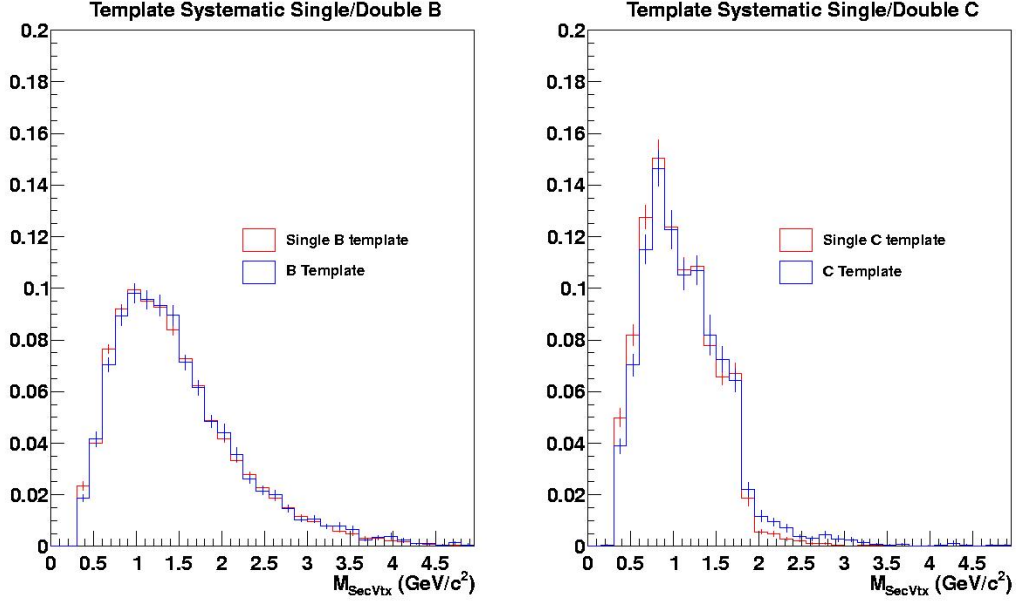 Template Systematic Single/Double B
0.2
0.18
0.16
0.14
0.12
0.1
0.08
0.06
0.04
0.02
0
Single B template
B Template
0 0.5 1 1.5 2 2.5 3 3.5 4 4.5
M_SecVtx (GeV/c²)
Template Systematic Single/Double C
0.2
0.18
0.16
0.14
0.12
0.1
0.08
0.06
0.04
0.02
0
Single C template
C Template
0 0.5 1 1.5 2 2.5 3 3.5 4 4.5
M_SecVtx (GeV/c²)